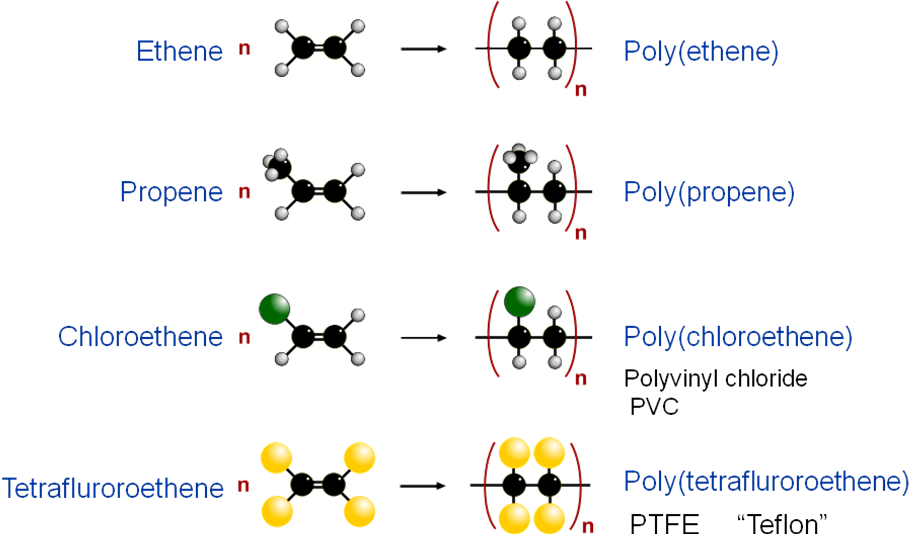 Ethene n n Poly(ethene)
Propene n n Poly(propene)
Chloroethene n n Poly(chloroethene)
Polyvinyl chloride
PVC
Tetrafluroroethene n n Poly(tetrafluroroethene)
PTFE “Teflon”